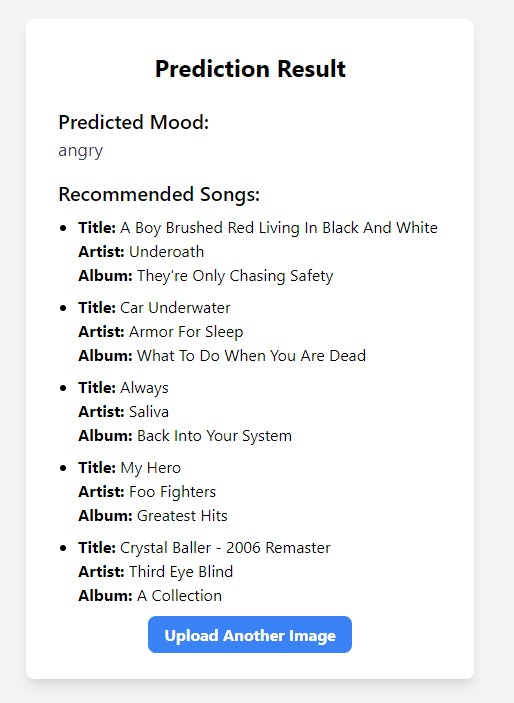 Prediction Result
Predicted Mood:
angry
Recommended Songs:
Title: A Boy Brushed Red Living In Black And White
Artist: Underoath
Album: They're Only Chasing Safety
Title: Car Underwater
Artist: Armor For Sleep
Album: What To Do When You Are Dead
Title: Always
Artist: Saliva
Album: Back Into Your System
Title: My Hero
Artist: Foo Fighters
Album: Greatest Hits
Title: Crystal Baller - 2006 Remaster
Artist: Third Eye Blind
Album: A Collection
Upload Another Image